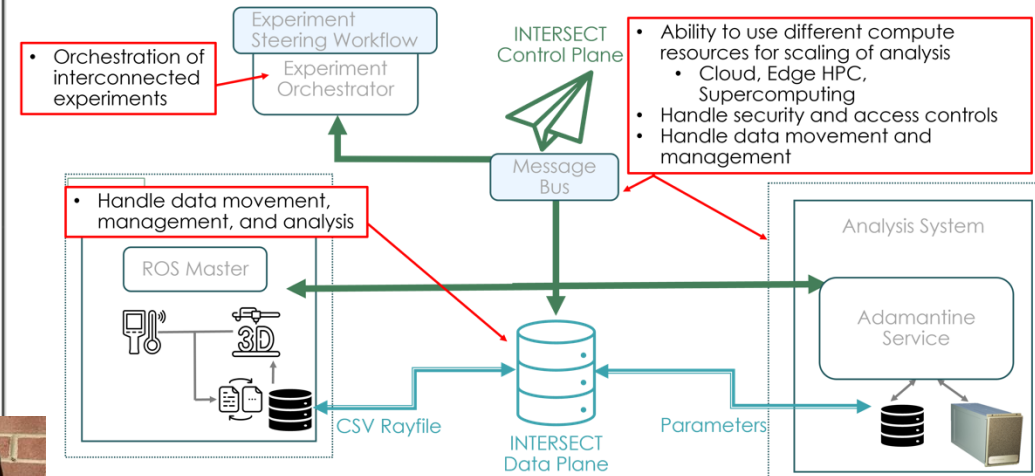 Experiment
Steering Workflow
Experiment
Orchestrator
• Orchestration of
interconnected
experiments
INTERSECT
Control Plane
Message
Bus
• Ability to use different compute
resources for scaling of analysis
• Cloud, Edge HPC,
Supercomputing
• Handle security and access controls
• Handle data movement and
management
• Handle data movement,
management, and analysis
ROS Master
3D
CSV Rayfile
INTERSECT
Data Plane
Parameters
Analysis System
Adamantine
Service